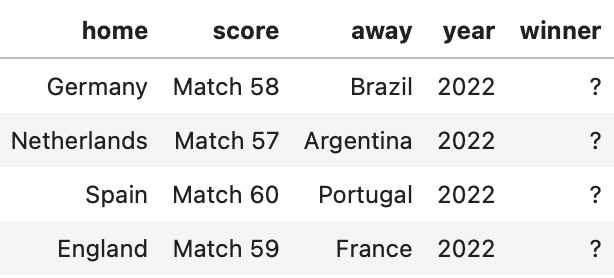 home score away year winner
Germany Match 58 Brazil 2022 ?
Netherlands Match 57 Argentina 2022 ?
Spain Match 60 Portugal 2022 ?
England Match 59 France 2022 ?